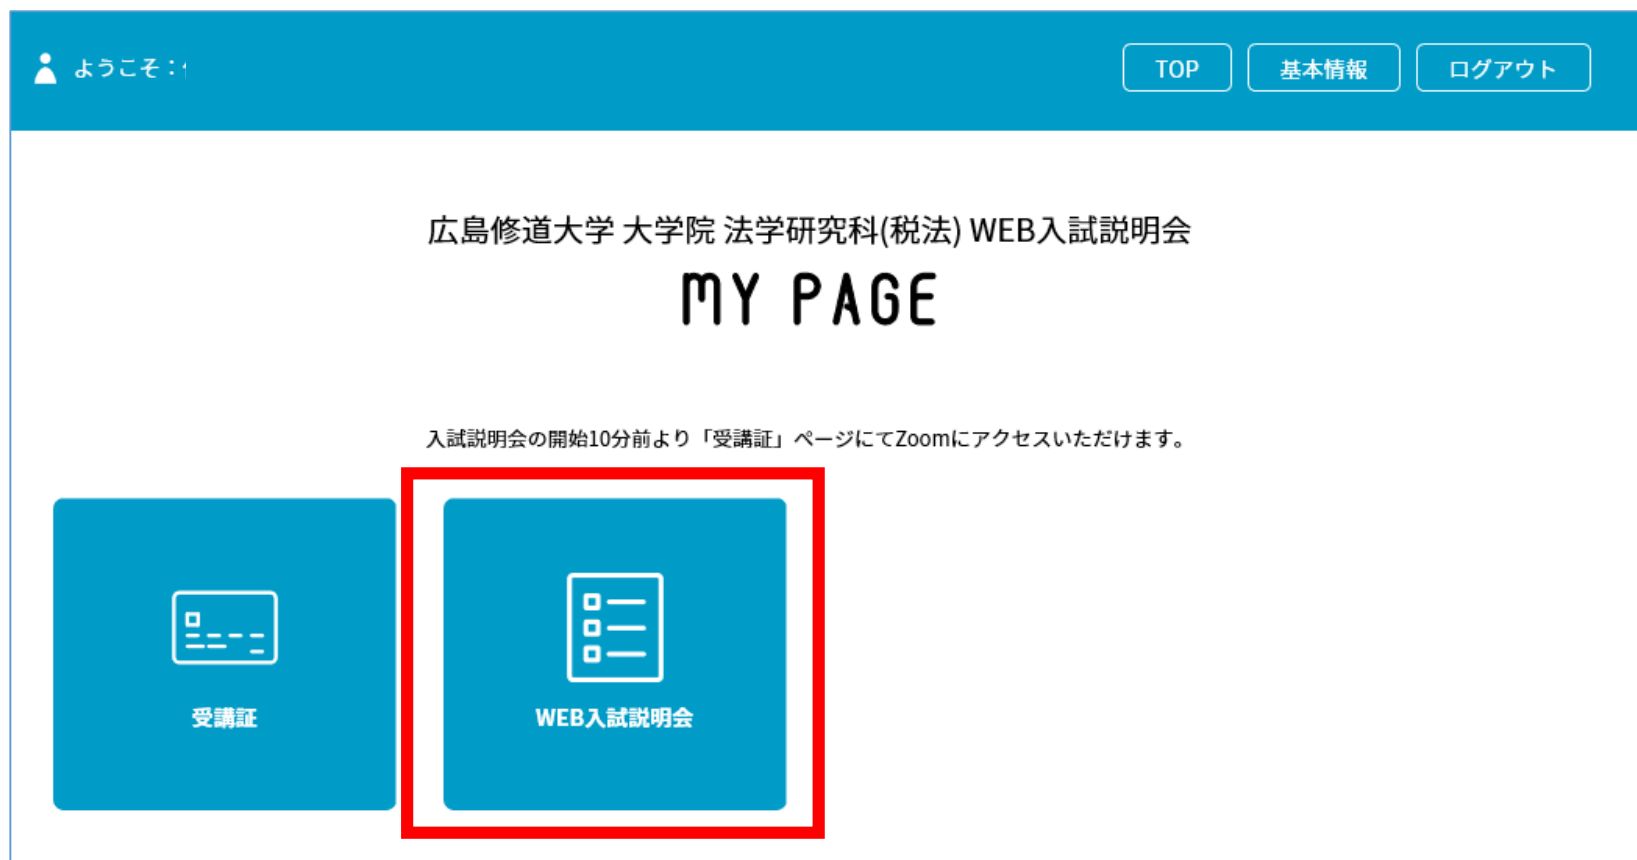 ようこそ：
TOP
基本情報
ログアウト
広島修道大学 大学院 法学研究科(税法) WEB入試説明会
MY PAGE
入試説明会の開始10分前より「受講証」ページにてZoomにアクセスいただけます。
受講証
WEB入試説明会